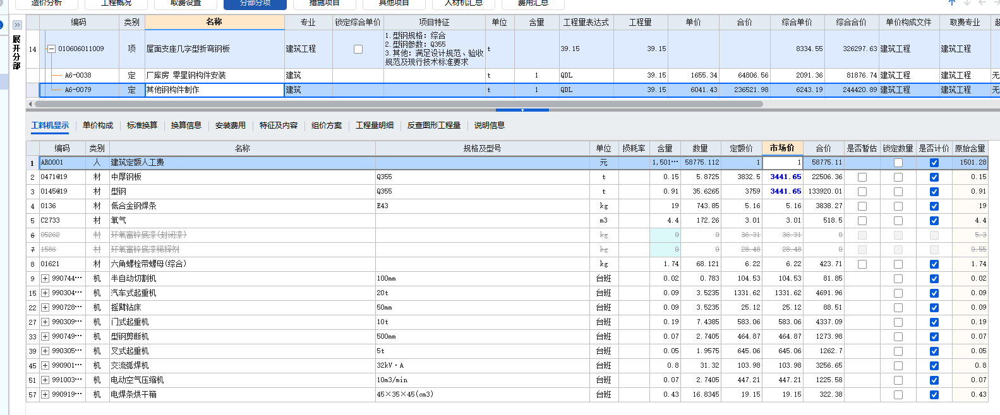 造价分析 工程概况 取费设置 分部分项 措施项目 其他项目 人材机汇总 费用汇总
展开分部
编码 类别 名称 专业 锁定综合单价 项目特征 单位 含量 工程量表达式 工程量 单价 合价 综合单价 综合合价 单价构成文件 取费专业
14 010606011009 项 屋面支座几字型折弯钢板 建筑工程 1.型钢规格：综合
2.型钢参数：Q355
3.其他：满足设计规范、验收
规范及现行技术标准要求 t 39.15 39.15 8334.55 326297.63 建筑工程 建筑工程
A6-0038 定 厂库房 零星钢构件安装 建筑 t 1 QDL 39.15 1655.34 64806.56 2091.36 81876.74 建筑工程 建筑工程 无
A6-0079 定 其他钢构件制作 建筑 t 1 QDL 39.15 6041.43 236521.98 6243.19 244420.89 建筑工程 建筑工程 无
工料机显示 单价构成 标准换算 换算信息 安装费用 特征及内容 组价方案 工程量明细 反查图形工程量 说明信息
编码 类别 名称 规格及型号 单位 损耗率 含量 数量 定额价 市场价 合价 是否暂估 锁定数量 是否计价 原始含量
1 AR0001 人 建筑定额人工费 元 1,501··· 58775.112 1 1 58775.11 1501.28
2 0471@19 材 中厚钢板 Q355 t 0.15 5.8725 3832.5 3441.65 22506.36 0.15
3 0145@19 材 型钢 Q355 t 0.91 35.6265 3759 3441.65 133920.01 0.91
4 0136 材 低合金钢焊条 E43 kg 19 743.85 5.16 5.16 3838.27 19
5 C2733 材 氧气 m3 4.4 172.26 3.01 3.01 518.5 4.4
6 05262 材 环氧富锌底漆(封闭漆) kg 0 0 36.31 36.31 0 5.3
7 1586 材 环氧富锌底漆稀释剂 kg 0 0 28.48 28.48 0 0.55
8 01621 材 六角螺栓带螺母(综合) kg 1.74 68.121 6.22 6.22 423.71 1.74
9 990744··· 机 半自动切割机 100mm 台班 0.02 0.783 104.53 104.53 81.85 0.02
15 990304··· 机 汽车式起重机 20t 台班 0.09 3.5235 1331.62 1331.62 4691.96 0.09
22 990728··· 机 摇臂钻床 50mm 台班 0.09 3.5235 25.12 25.12 88.51 0.09
27 990309··· 机 门式起重机 10t 台班 0.19 7.4385 583.06 583.06 4337.09 0.19
33 990749··· 机 型钢剪断机 500mm 台班 0.07 2.7405 464.87 464.87 1273.98 0.07
39 990305··· 机 叉式起重机 5t 台班 0.05 1.9575 645.06 645.06 1262.7 0.05
45 990901··· 机 交流弧焊机 32kV·A 台班 0.8 31.32 103.98 103.98 3256.65 0.8
51 991003··· 机 电动空气压缩机 10m3/min 台班 0.07 2.7405 447.21 447.21 1225.58 0.07
57 990919··· 机 电焊条烘干箱 45×35×45(cm3) 台班 0.43 16.8345 19.15 19.15 322.38 0.43